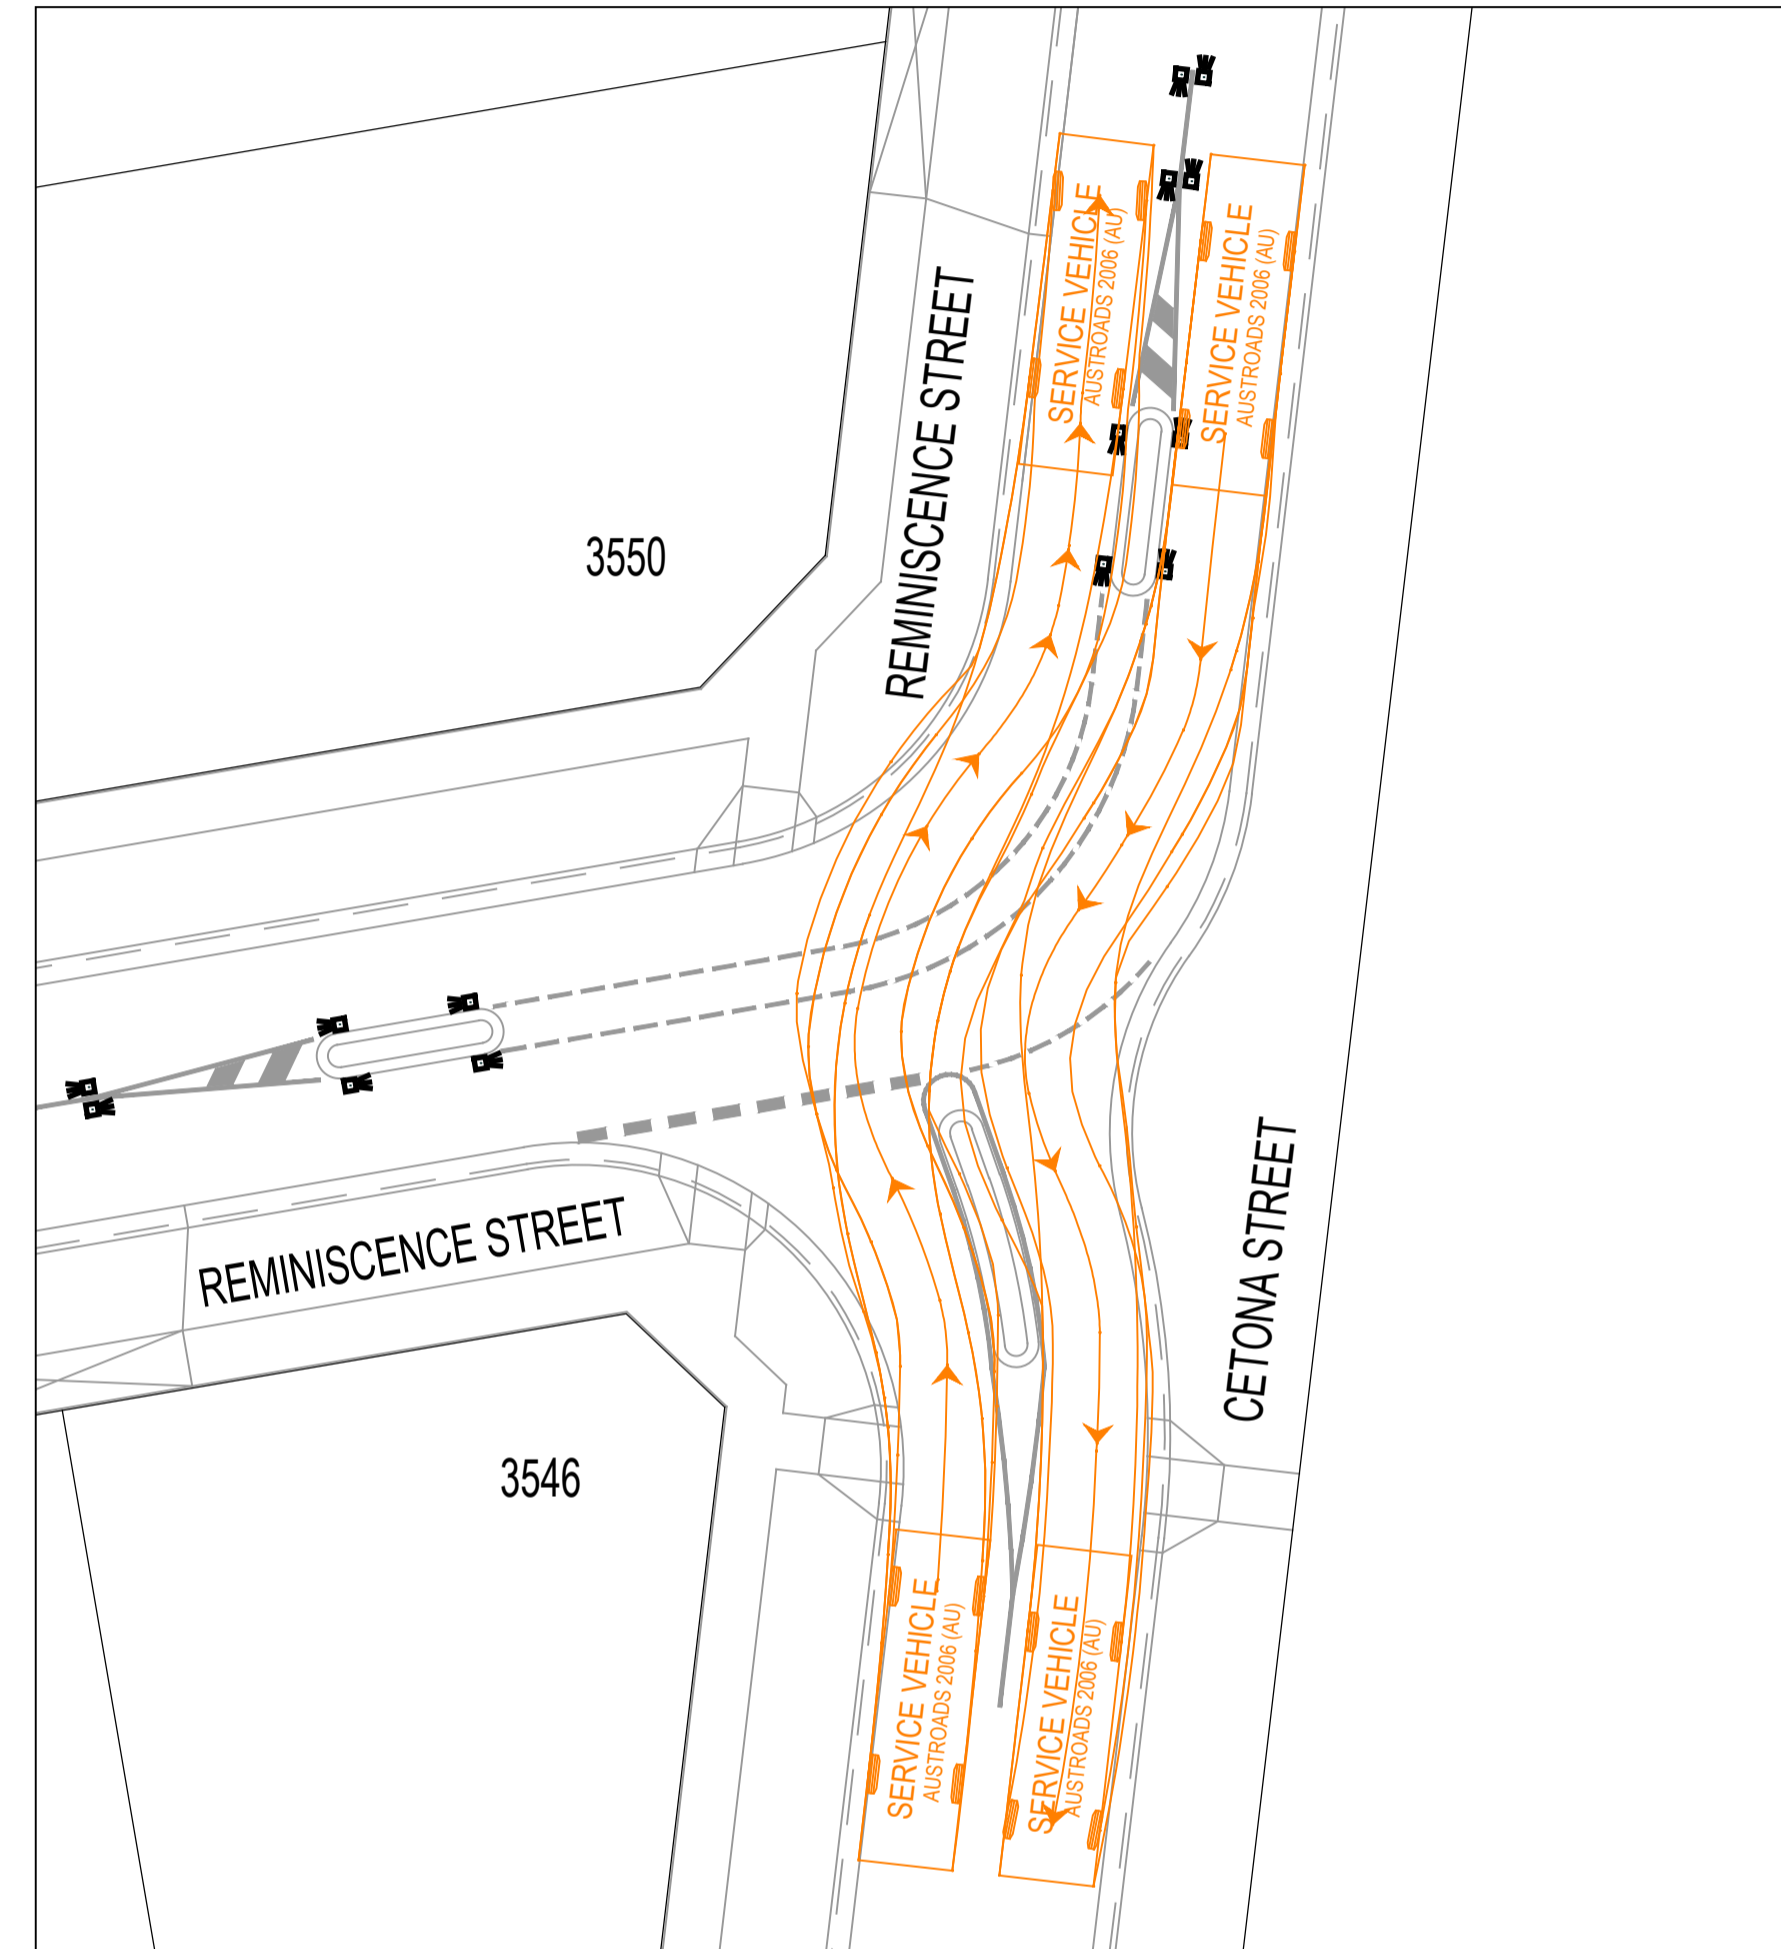 SERVICE VEHICLE
AUSTROADS 2006 (AU)
SERVICE VEHICLE
AUSTROADS 2006 (AU)
REMINISCENCE STREET
3550
REMINISCENCE STREET
CETONA STREET
3546
SERVICE VEHICLE
AUSTROADS 2006 (AU)
SERVICE VEHICLE
AUSTROADS 2006 (AU)